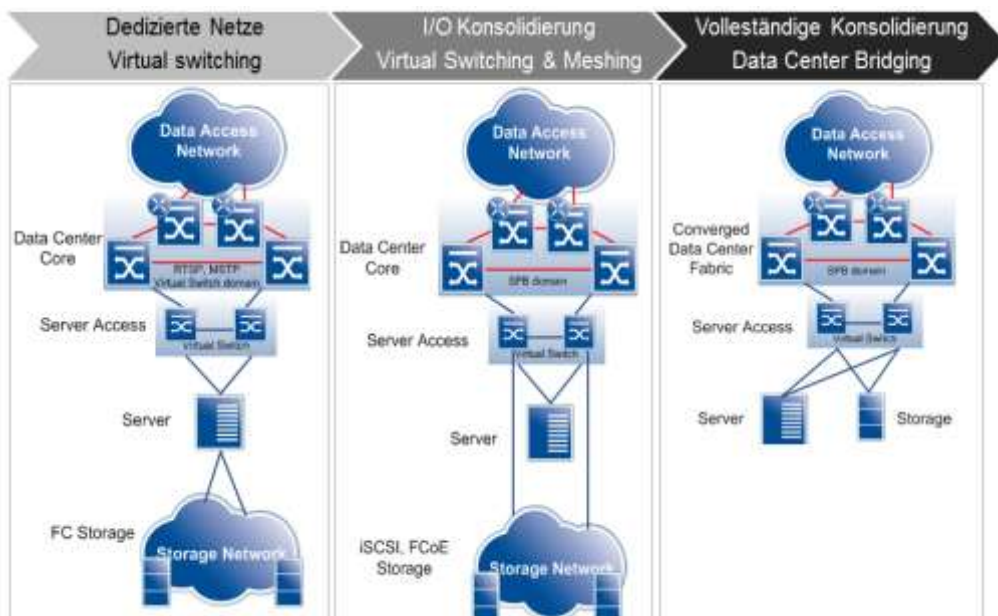 Dedizierte Netze
Virtual switching
I/O Konsolidierung
Virtual Switching & Meshing
Volleständige Konsolidierung
Data Center Bridging
Data Access
Network
Data Center
Core
RTSP, MSTP
Virtual Switch domain
Server Access
Virtual Switch
Server
FC Storage
Storage Network
Data Access
Network
Data Center
Core
SPB domain
Server Access
Virtual Switch
Server
iSCSI, FCoE
Storage
Storage Network
Data Access
Network
Converged
Data Center
Fabric
SPB domain
Server Access
Virtual Switch
Server
Storage